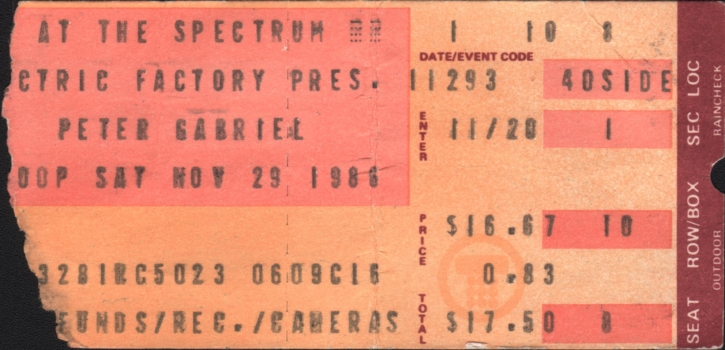 AT THE SPECTRUM 1 10 8
DATE/EVENT CODE
CTRIC FACTORY PRES. 11293 40SIDE
PETER GABRIEL ENTER 11/20 1
OOP SAT NOV 29 1986
PRICE $16.67 10
3281RC5023 0609C16 0.83
FUNDS/REC./CAMERAS TOTAL $17.50 8
SEAT ROW/BOX SEC LOC
OUTDOOR RAINCHECK